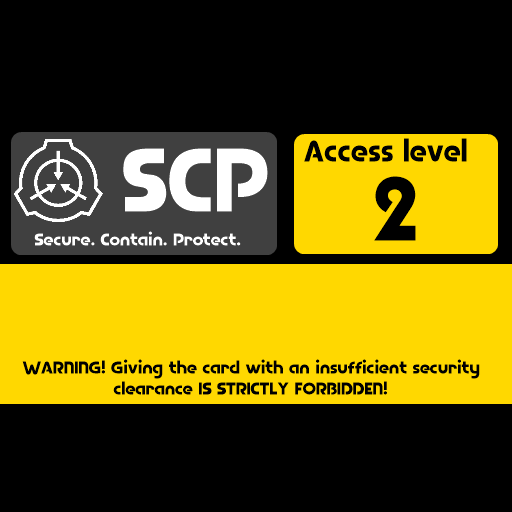 SCP
Secure. Contain. Protect.
Access level
2
WARNING! Giving the card with an insufficient security
clearance IS STRICTLY FORBIDDEN!